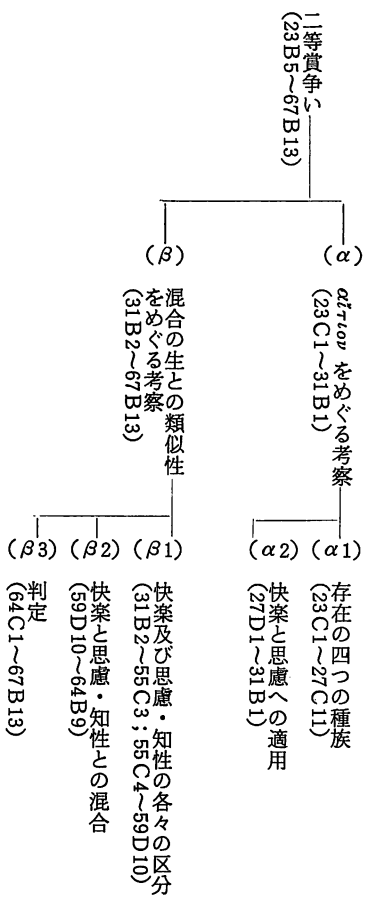 二等賞争い
(23B5〜67B13)
(α)
αἴτιον をめぐる考察
(23C1〜31B1)
(α1)
存在の四つの種族
(23C1〜27C11)
(α2)
快楽と思慮への適用
(27D1〜31B1)
(β)
混合の生との類似性
をめぐる考察
(31B2〜67B13)
(β1)
快楽及び思慮・知性の各々の区分
(31B2〜55C3；55C4〜59D10)
(β2)
快楽と思慮・知性との混合
(59D10〜64B9)
(β3)
判定
(64C1〜67B13)